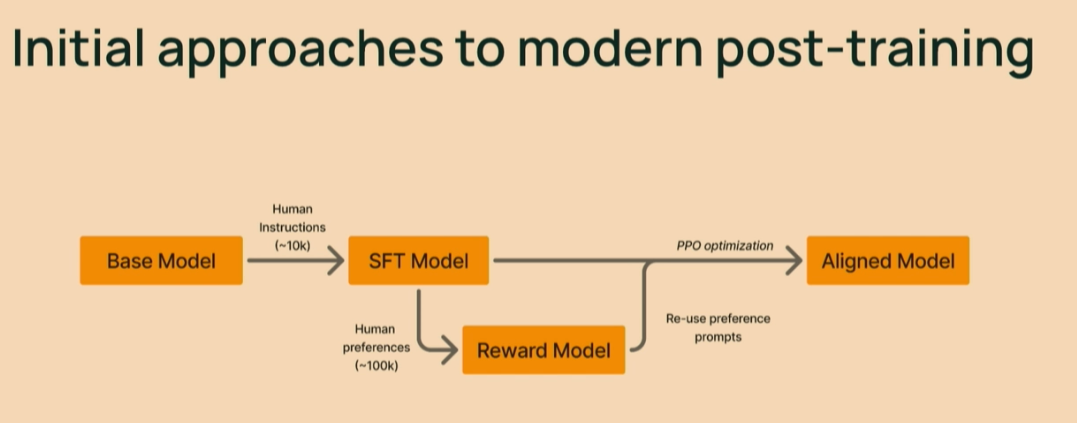 Initial approaches to modern post-training
Human
Instructions
(~10k)
Base Model
SFT Model
PPO optimization
Aligned Model
Human
preferences
(~100k)
Reward Model
Re-use preference
prompts